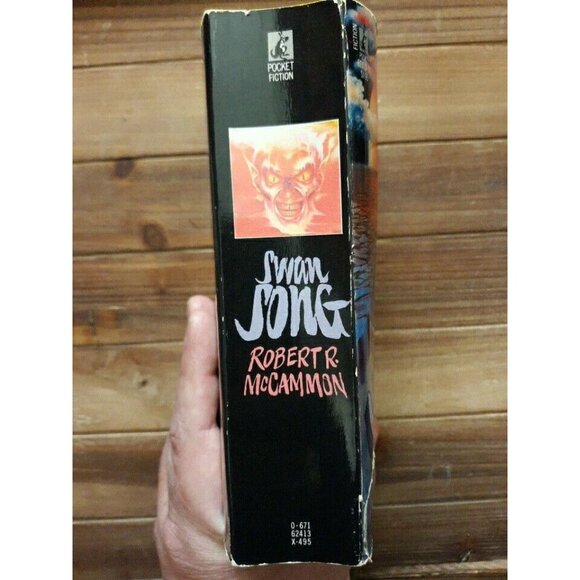 POCKET
FICTION
Swan
SONG
ROBERT R.
McCAMMON
0-671
62413
X-495
FICTION